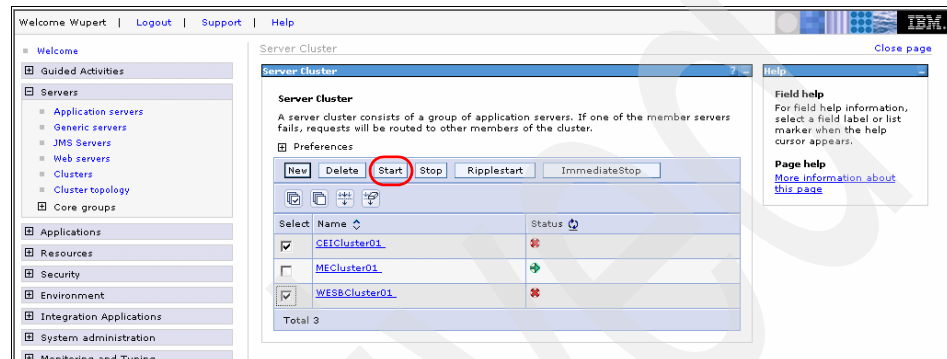 Welcome Wupert | Logout | Support | Help
IBM.
Welcome
Guided Activities
Servers
Application servers
Generic servers
JMS Servers
Web servers
Clusters
Cluster topology
Core groups
Applications
Resources
Security
Environment
Integration Applications
System administration
Monitoring and Tuning
Server Cluster
Close page
Server Cluster ? -
Server Cluster
A server cluster consists of a group of application servers. If one of the member servers
fails, requests will be routed to other members of the cluster.
Preferences
New Delete Start Stop Ripplestart ImmediateStop
Select Name Status
CEICluster01
MECluster01
WESBCluster01
Total 3
Help -
Field help
For field help information,
select a field label or list
marker when the help
cursor appears.
Page help
More information about
this page